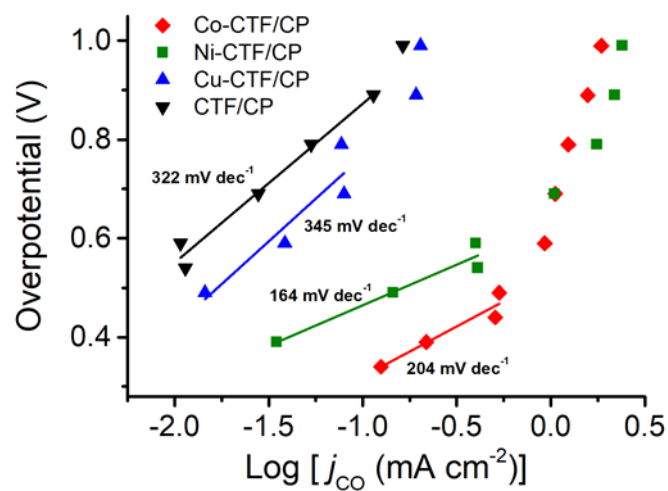 Co-CTF/CP
Ni-CTF/CP
Cu-CTF/CP
CTF/CP
1.0
0.8
0.6
0.4
Overpotential (V)
322 mV dec⁻¹
345 mV dec⁻¹
164 mV dec⁻¹
204 mV dec⁻¹
-2.0 -1.5 -1.0 -0.5 0.0 0.5
Log [ jCO (mA cm⁻²)]